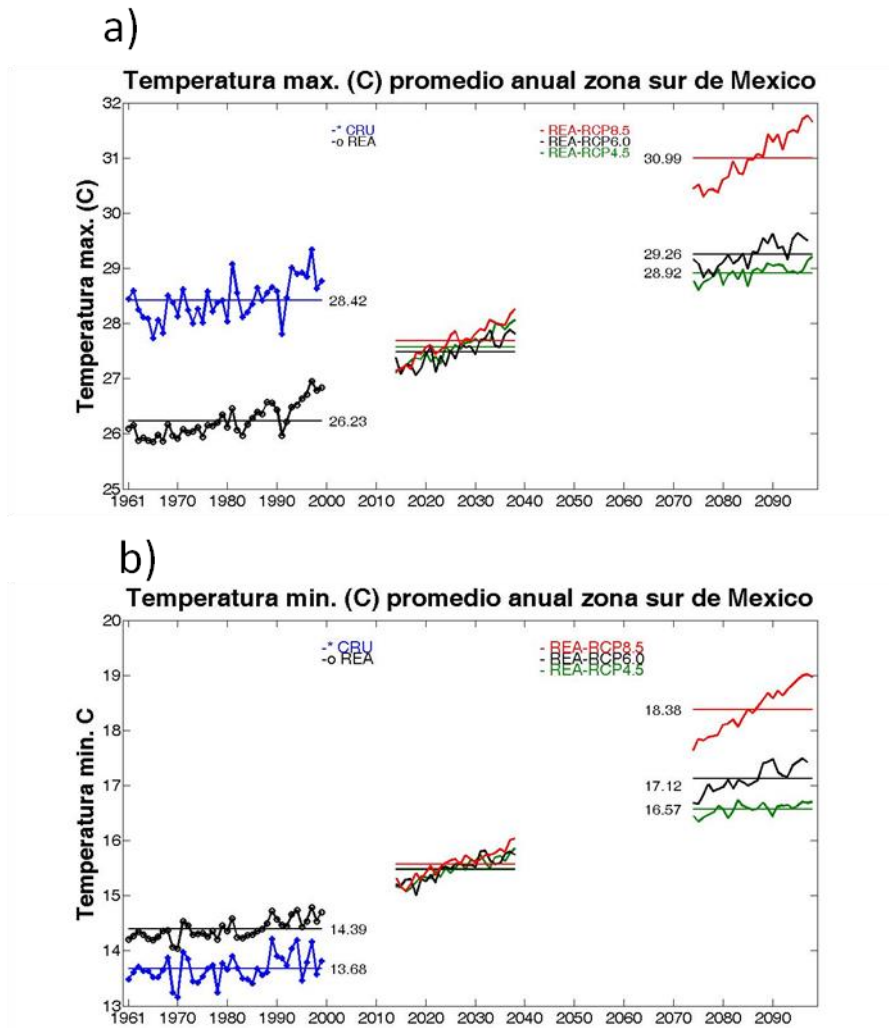 a)
Temperatura max. (C) promedio anual zona sur de Mexico
Temperatura max. (C)
32
31
30
29
28
27
26
25
-* CRU
-o REA
- REA-RCP8.5
- REA-RCP6.0
- REA-RCP4.5
30.99
29.26
28.92
28.42
26.23
1961 1970 1980 1990 2000 2010 2020 2030 2040 2050 2060 2070 2080 2090
b)
Temperatura min. (C) promedio anual zona sur de Mexico
Temperatura min. C
20
19
18
17
16
15
14
13
-* CRU
-o REA
- REA-RCP8.5
- REA-RCP6.0
- REA-RCP4.5
18.38
17.12
16.57
14.39
13.68
1961 1970 1980 1990 2000 2010 2020 2030 2040 2050 2060 2070 2080 2090